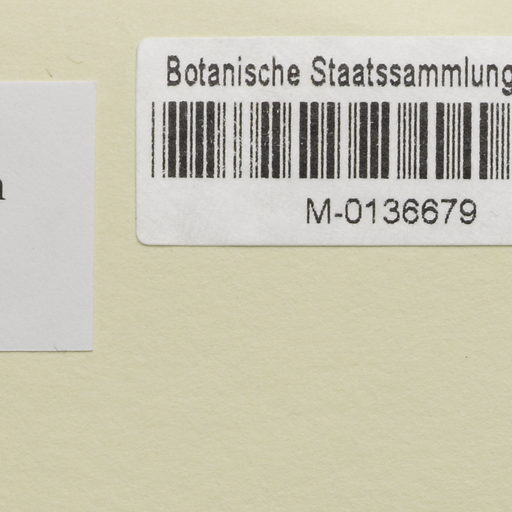 Botanische Staatssammlung
M-0136679